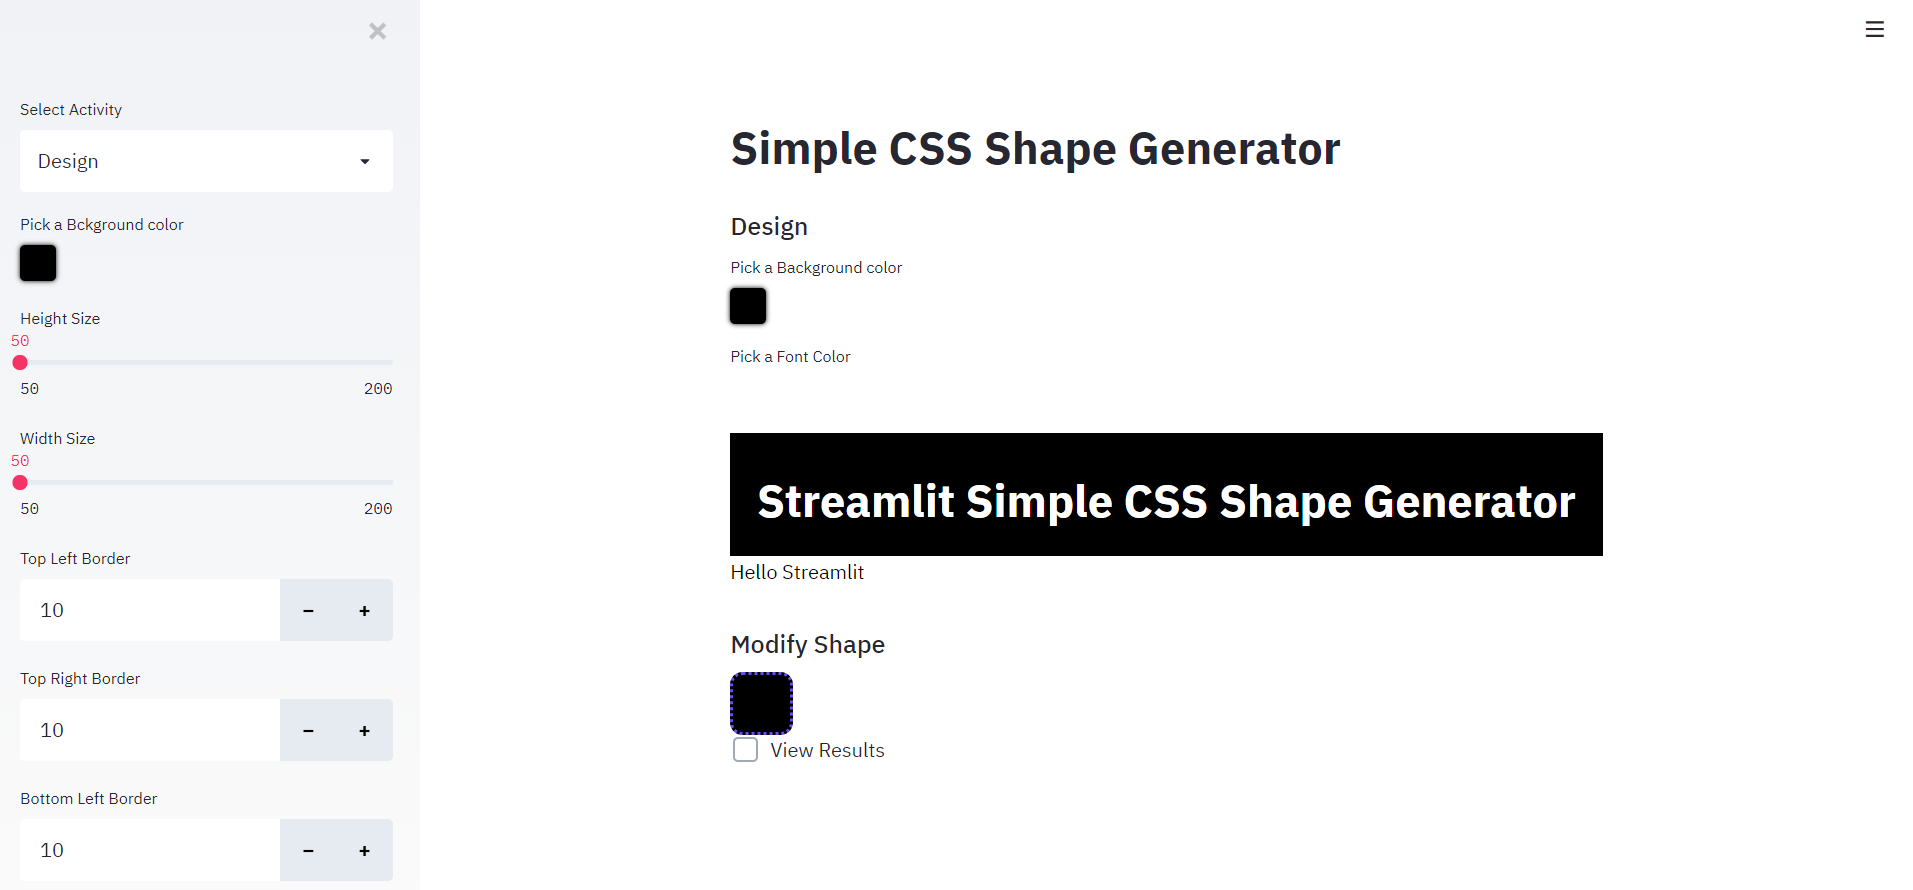 Select Activity
Design
Pick a Bckground color
Height Size
50
50 200
Width Size
50
50 200
Top Left Border
10 − +
Top Right Border
10 − +
Bottom Left Border
10 − +
Simple CSS Shape Generator
Design
Pick a Background color
Pick a Font Color
Streamlit Simple CSS Shape Generator
Hello Streamlit
Modify Shape
View Results